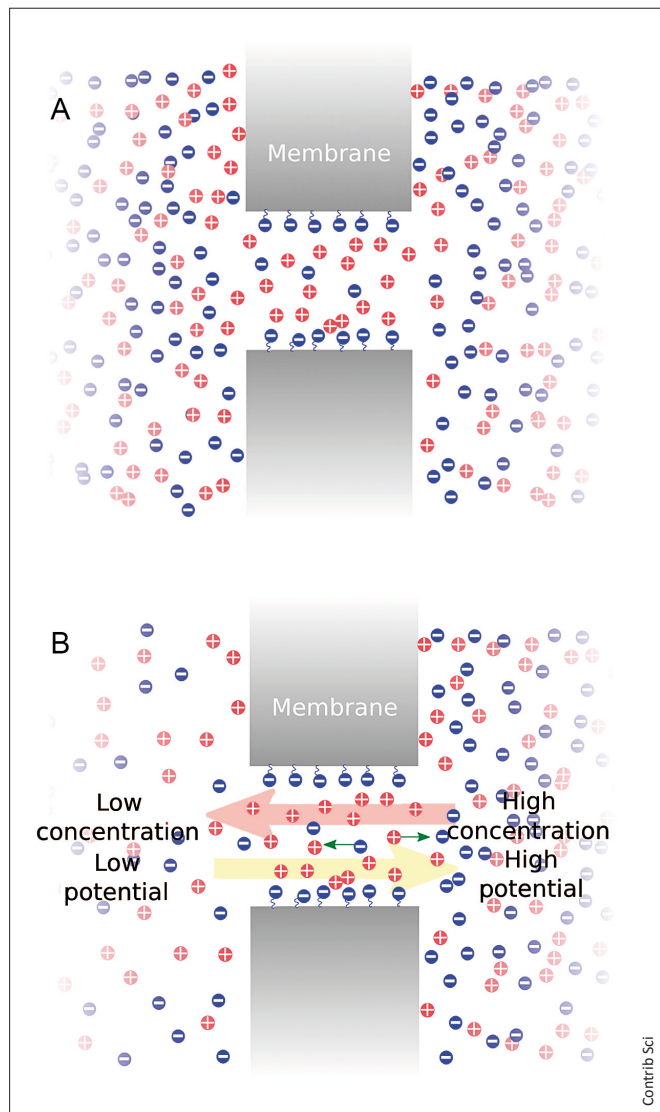 A
Membrane
B
Membrane
Low
concentration
Low
potential
High
concentration
High
potential
Contrib Sci